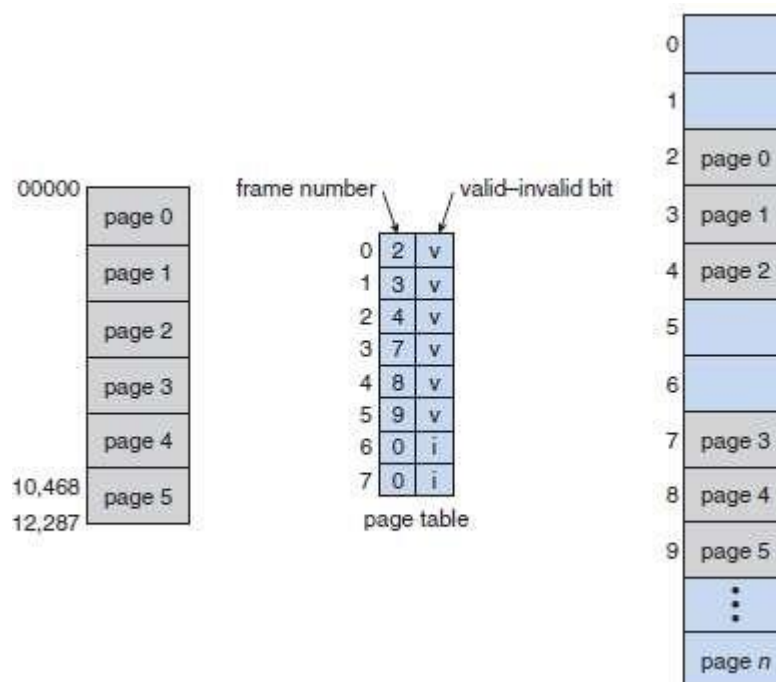 00000
page 0
page 1
page 2
page 3
page 4
10,468
page 5
12,287
frame number
valid–invalid bit
0 2 v
1 3 v
2 4 v
3 7 v
4 8 v
5 9 v
6 0 i
7 0 i
page table
0
1
2 page 0
3 page 1
4 page 2
5
6
7 page 3
8 page 4
9 page 5
page n